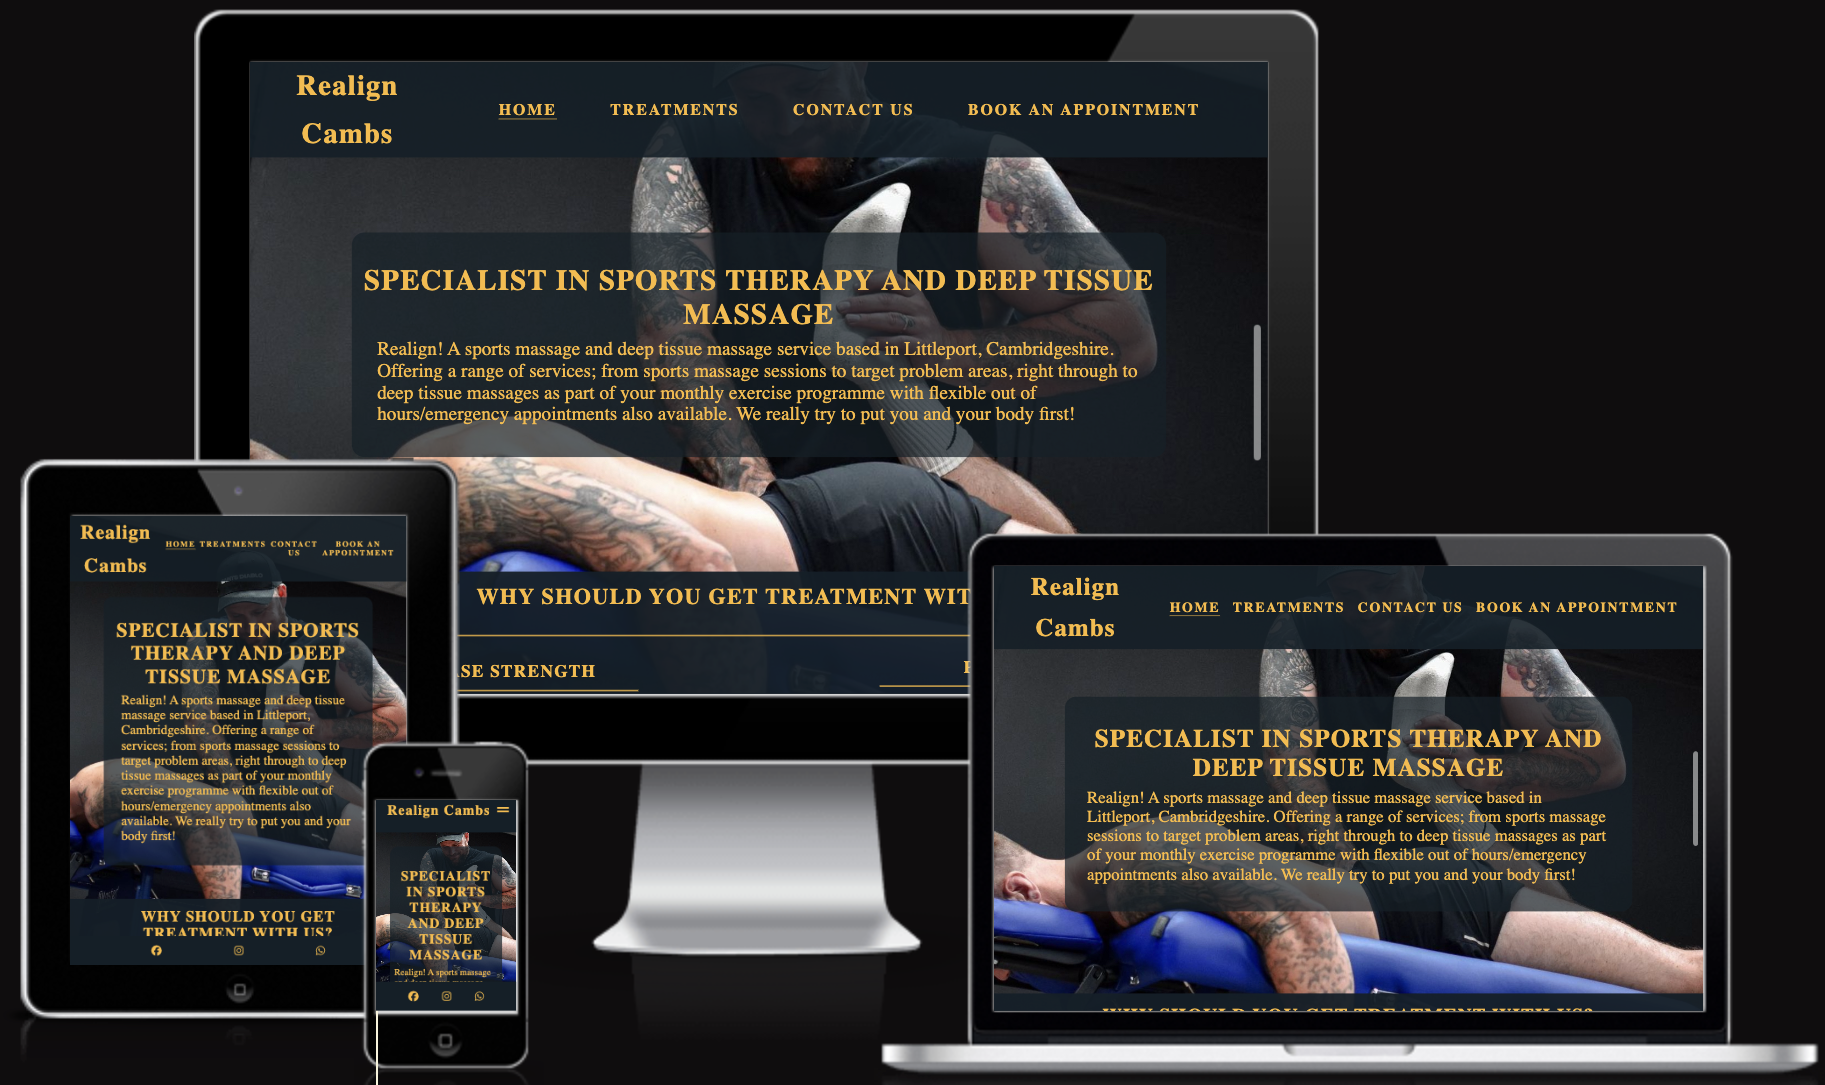 Realign
Cambs
HOME TREATMENTS CONTACT US BOOK AN APPOINTMENT
SPECIALIST IN SPORTS THERAPY AND DEEP TISSUE
MASSAGE
Realign! A sports massage and deep tissue massage service based in Littleport, Cambridgeshire.
Offering a range of services; from sports massage sessions to target problem areas, right through to
deep tissue massages as part of your monthly exercise programme with flexible out of
hours/emergency appointments also available. We really try to put you and your body first!
WHY SHOULD YOU GET TREATMENT WIT
SE STRENGTH
Realign
Cambs
HOME TREATMENTS CONTACT
US
BOOK AN
APPOINTMENT
SPECIALIST IN SPORTS
THERAPY AND DEEP
TISSUE MASSAGE
Realign! A sports massage and deep tissue
massage service based in Littleport,
Cambridgeshire. Offering a range of
services; from sports massage sessions to
target problem areas, right through to deep
tissue massages as part of your monthly
exercise programme with flexible out of
hours/emergency appointments also
available. We really try to put you and your
body first!
WHY SHOULD YOU GET
TREATMENT WITH US?
Realign Cambs
SPECIALIST
IN SPORTS
THERAPY
AND DEEP
TISSUE
MASSAGE
Realign! A sports massage
Realign
Cambs
HOME TREATMENTS CONTACT US BOOK AN APPOINTMENT
SPECIALIST IN SPORTS THERAPY AND
DEEP TISSUE MASSAGE
Realign! A sports massage and deep tissue massage service based in
Littleport, Cambridgeshire. Offering a range of services; from sports massage
sessions to target problem areas, right through to deep tissue massages as part
of your monthly exercise programme with flexible out of hours/emergency
appointments also available. We really try to put you and your body first!
WHY SHOULD YOU GET TREATMENT WITH US?